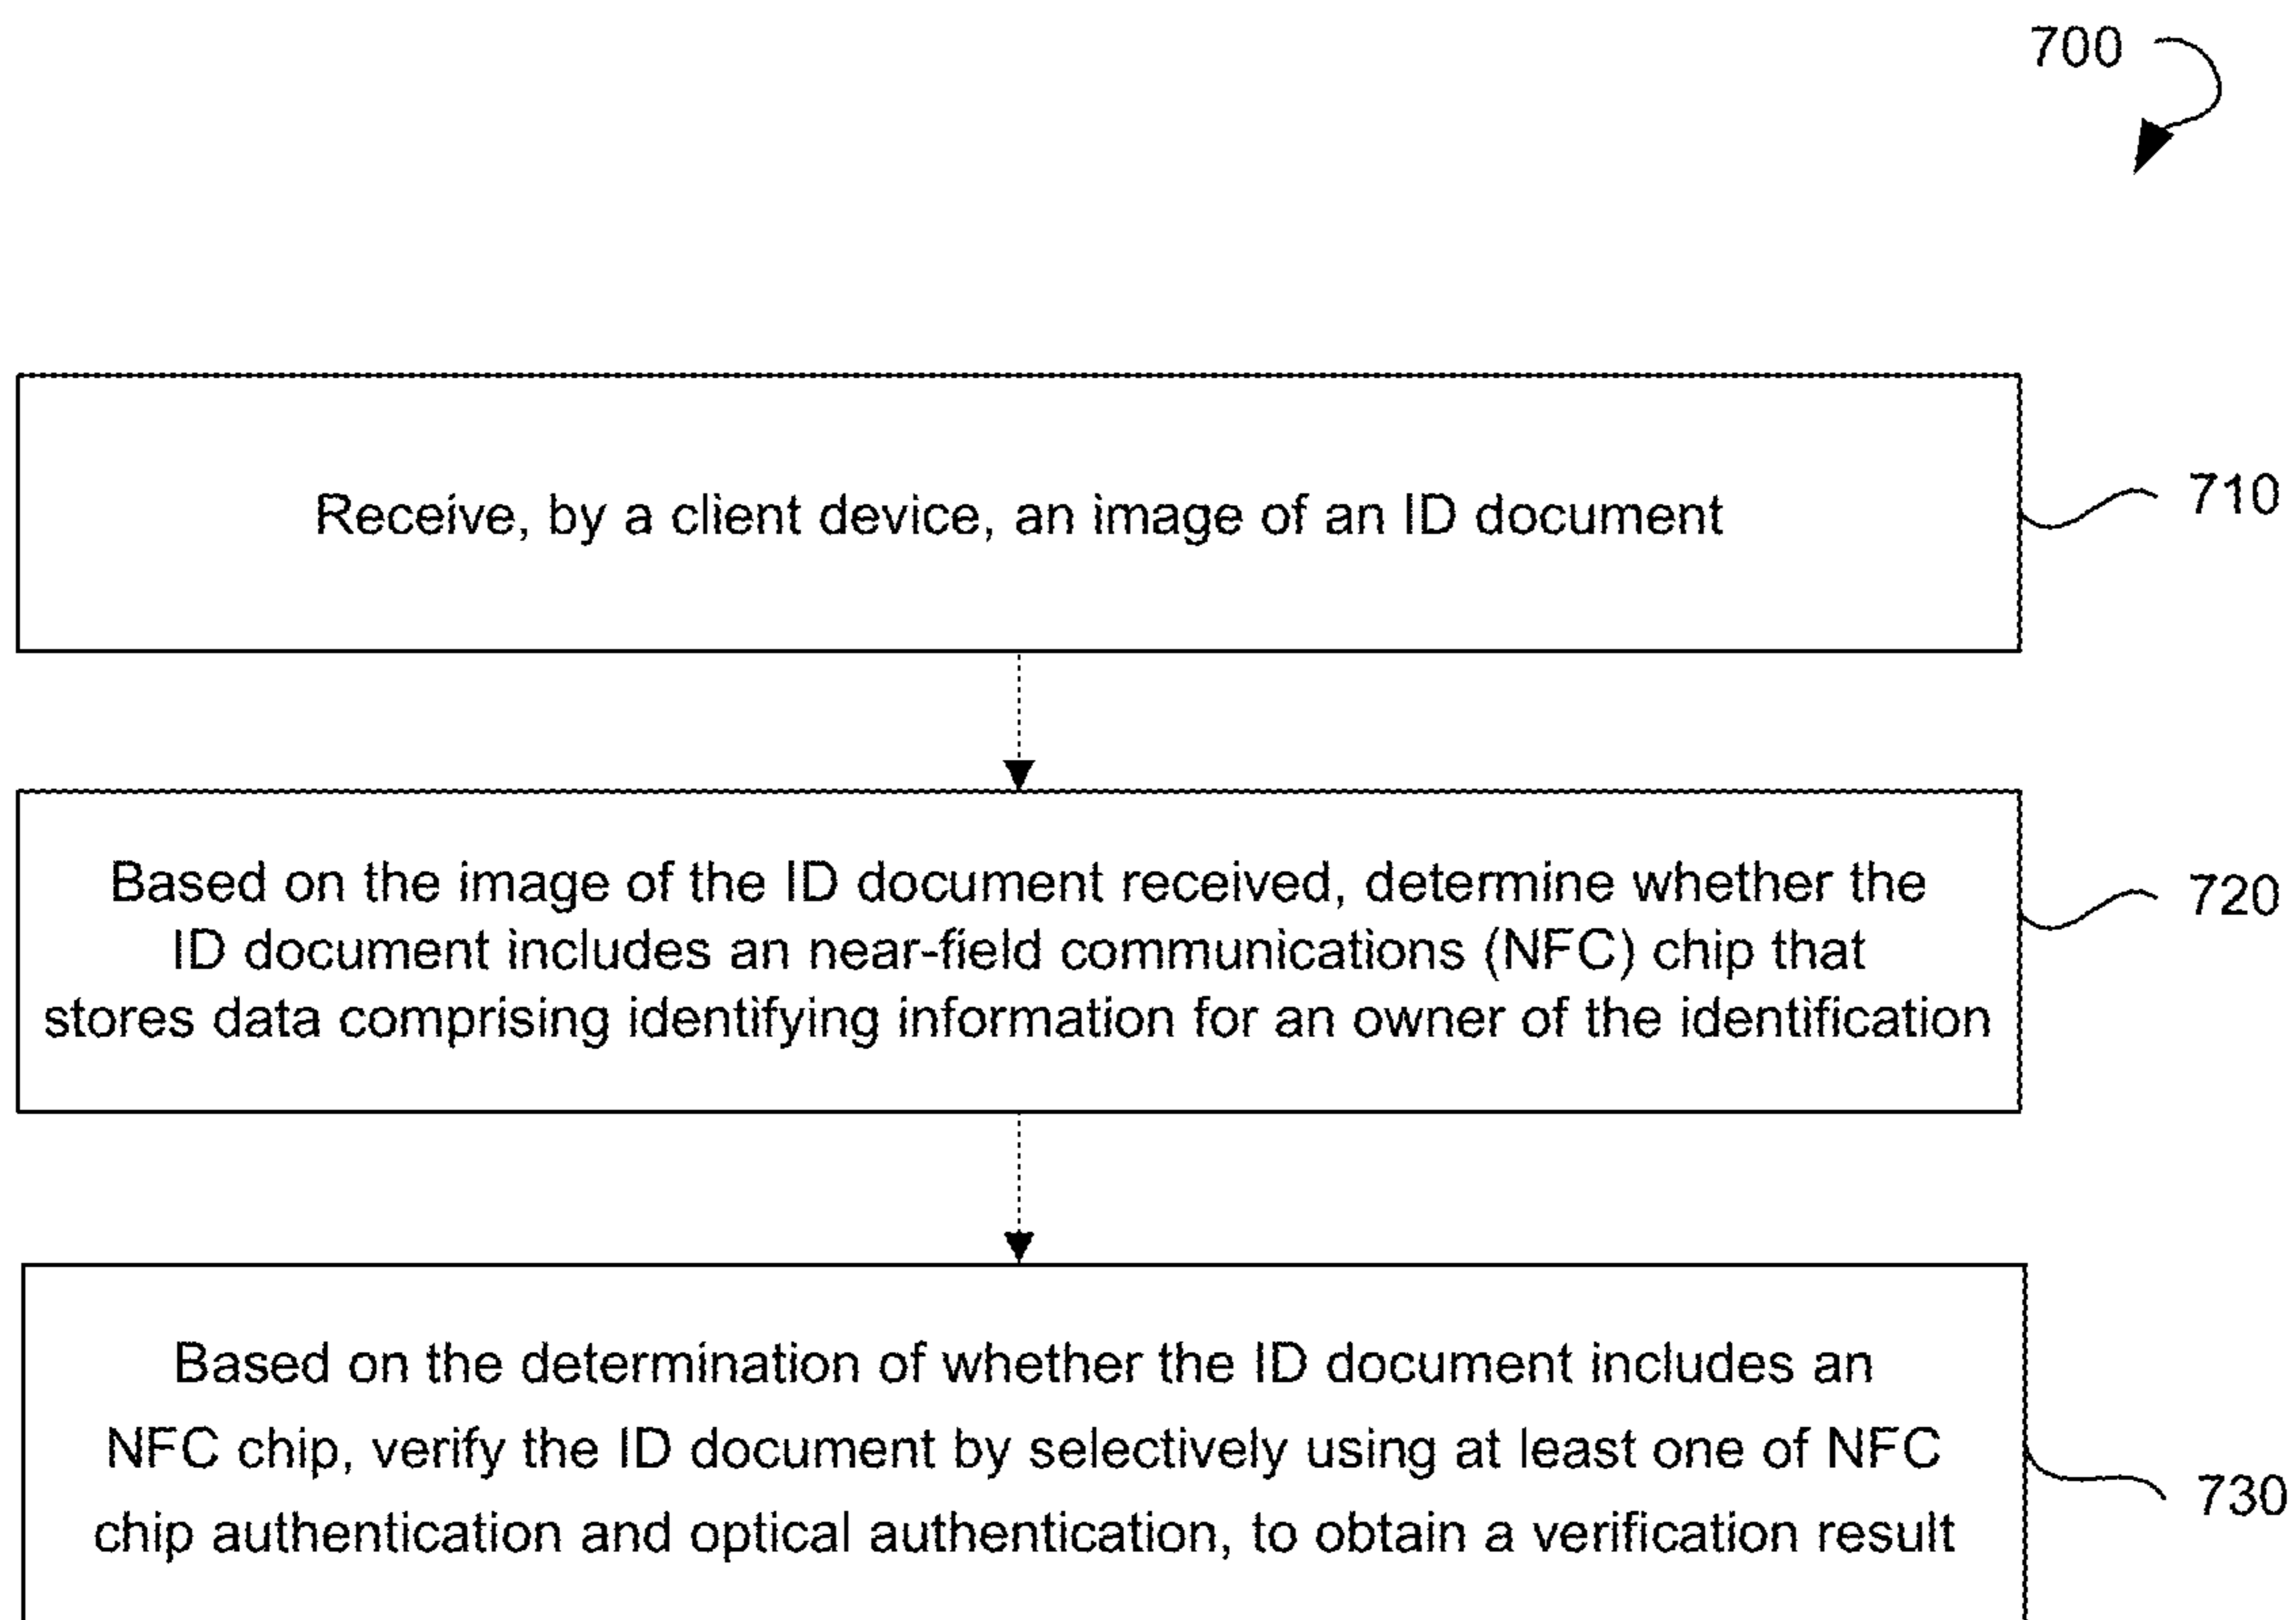 700
Receive, by a client device, an image of an ID document
710
Based on the image of the ID document received, determine whether the
ID document includes an near-field communications (NFC) chip that
stores data comprising identifying information for an owner of the identification
720
Based on the determination of whether the ID document includes an
NFC chip, verify the ID document by selectively using at least one of NFC
chip authentication and optical authentication, to obtain a verification result
730